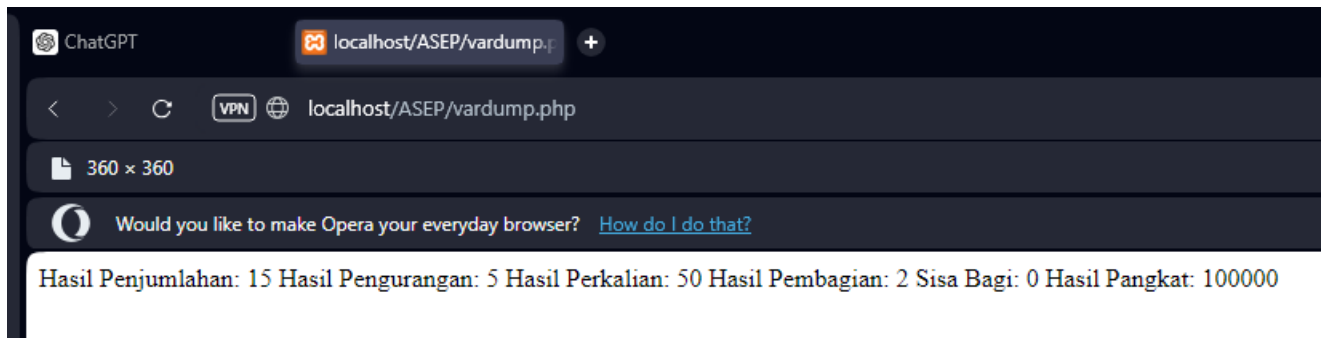 ChatGPT localhost/ASEP/vardump.p
VPN localhost/ASEP/vardump.php
360 × 360
Would you like to make Opera your everyday browser? How do I do that?
Hasil Penjumlahan: 15 Hasil Pengurangan: 5 Hasil Perkalian: 50 Hasil Pembagian: 2 Sisa Bagi: 0 Hasil Pangkat: 100000